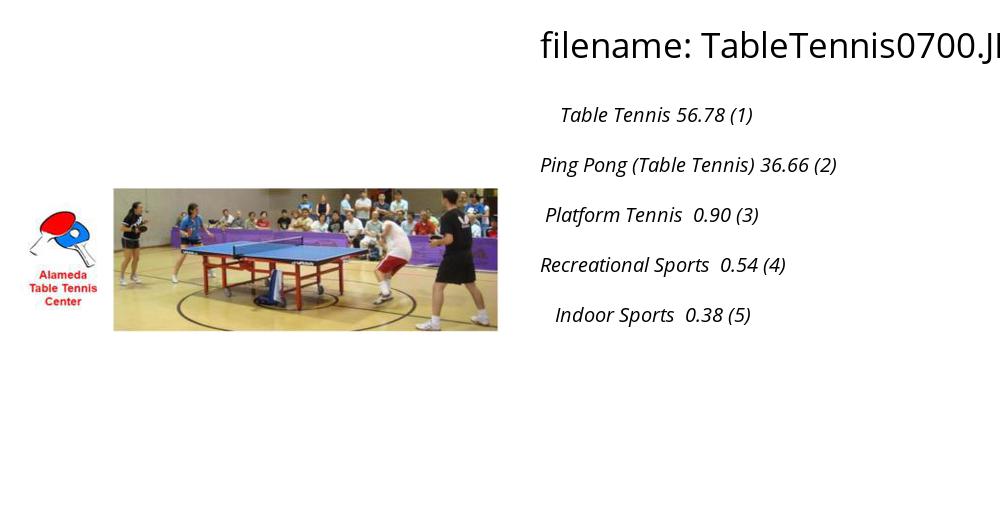 filename: TableTennis0700.J
Table Tennis 56.78 (1)
Ping Pong (Table Tennis) 36.66 (2)
Platform Tennis 0.90 (3)
Recreational Sports 0.54 (4)
Indoor Sports 0.38 (5)
Alameda
Table Tennis
Center